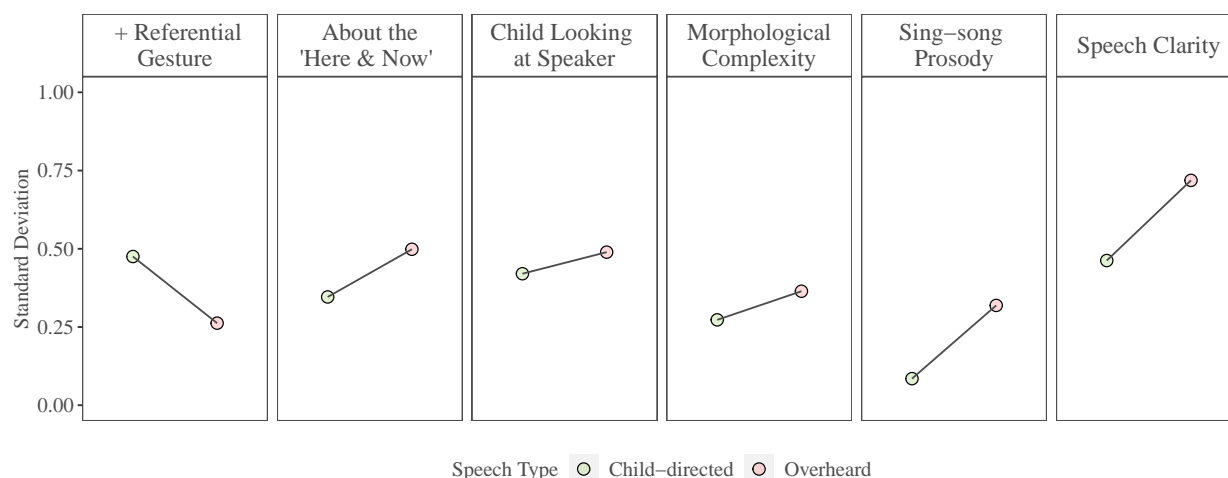 + Referential
Gesture
About the
'Here & Now'
Child Looking
at Speaker
Morphological
Complexity
Sing−song
Prosody
Speech Clarity
Standard Deviation
1.00
0.75
0.50
0.25
0.00
Speech Type Child−directed Overheard